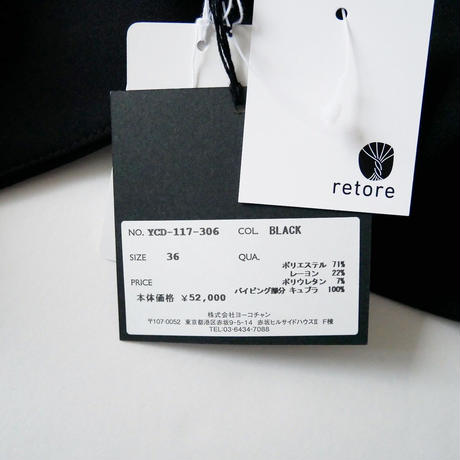 retore
NO. YCD-117-306 COL. BLACK
SIZE 36 QUA.
ポリエステル 71%
レーヨン 22%
PRICE ポリウレタン 7%
パイピング部分 キュプラ 100%
本体価格 ¥52,000
株式会社ヨーコチャン
〒107-0052 東京都港区赤坂9-5-14 赤坂ヒルサイドハウスⅡ F棟
TEL:03-6434-7088